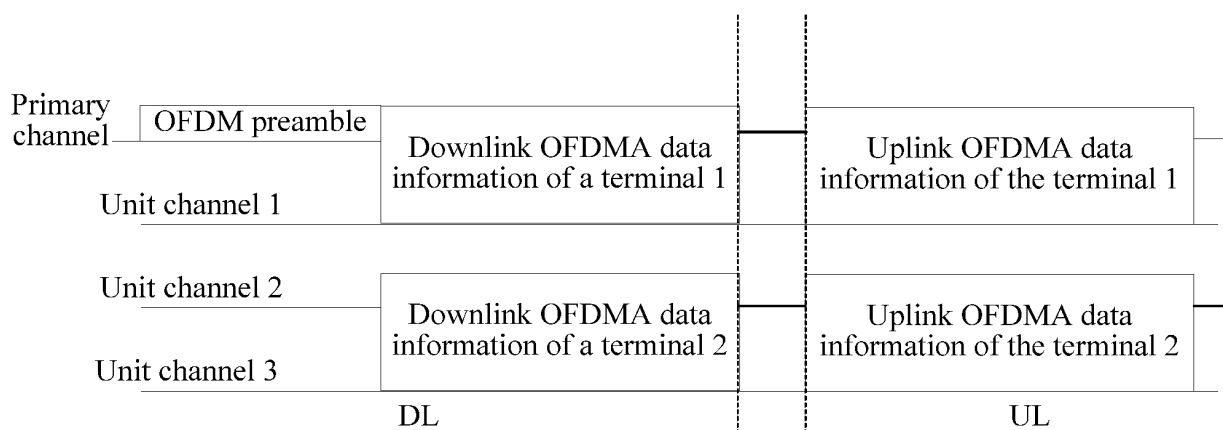 Primary
channel
OFDM preamble
Downlink OFDMA data
information of a terminal 1
Uplink OFDMA data
information of the terminal 1
Unit channel 1
Unit channel 2
Downlink OFDMA data
information of a terminal 2
Uplink OFDMA data
information of the terminal 2
Unit channel 3
DL
UL